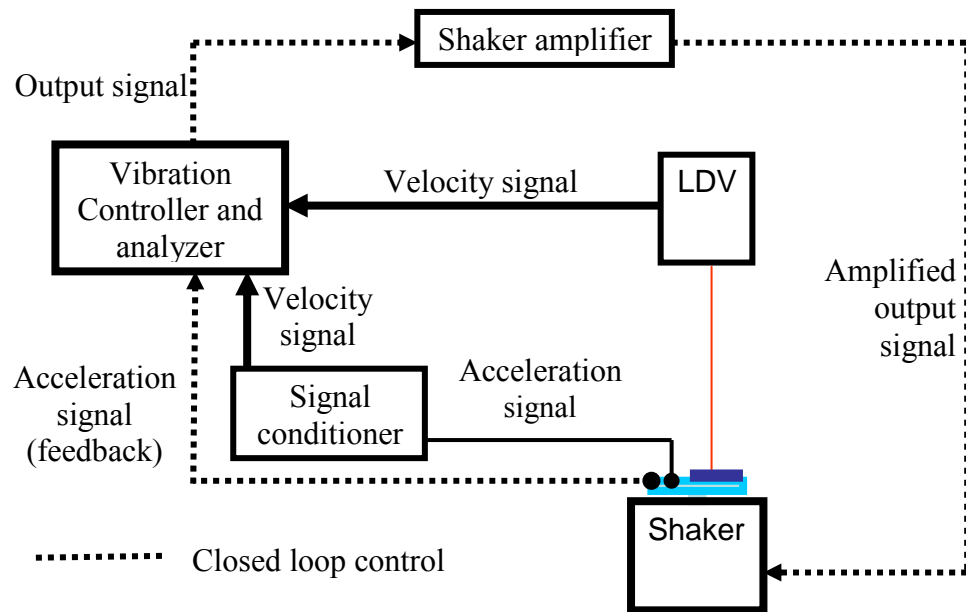 Shaker amplifier
Output signal
Vibration
Controller and
analyzer
Velocity signal
LDV
Amplified
output
signal
Velocity
signal
Acceleration
signal
(feedback)
Signal
conditioner
Acceleration
signal
Shaker
Closed loop control